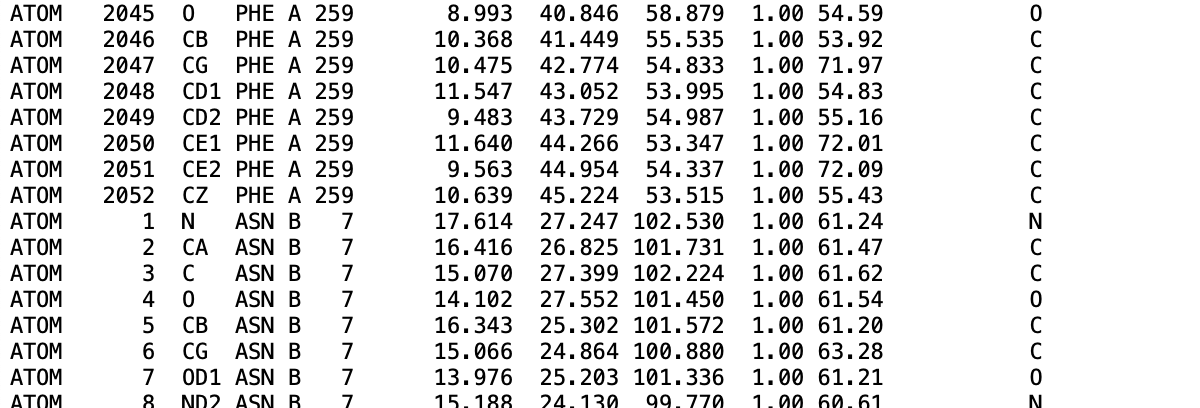 ATOM   2045  O   PHE A 259       8.993  40.846  58.879  1.00 54.59           O
ATOM   2046  CB  PHE A 259      10.368  41.449  55.535  1.00 53.92           C
ATOM   2047  CG  PHE A 259      10.475  42.774  54.833  1.00 71.97           C
ATOM   2048  CD1 PHE A 259      11.547  43.052  53.995  1.00 54.83           C
ATOM   2049  CD2 PHE A 259       9.483  43.729  54.987  1.00 55.16           C
ATOM   2050  CE1 PHE A 259      11.640  44.266  53.347  1.00 72.01           C
ATOM   2051  CE2 PHE A 259       9.563  44.954  54.337  1.00 72.09           C
ATOM   2052  CZ  PHE A 259      10.639  45.224  53.515  1.00 55.43           C
ATOM      1  N   ASN B   7      17.614  27.247 102.530  1.00 61.24           N
ATOM      2  CA  ASN B   7      16.416  26.825 101.731  1.00 61.47           C
ATOM      3  C   ASN B   7      15.070  27.399 102.224  1.00 61.62           C
ATOM      4  O   ASN B   7      14.102  27.552 101.450  1.00 61.54           O
ATOM      5  CB  ASN B   7      16.343  25.302 101.572  1.00 61.20           C
ATOM      6  CG  ASN B   7      15.066  24.864 100.880  1.00 63.28           C
ATOM      7  OD1 ASN B   7      13.976  25.203 101.336  1.00 61.21           O
ATOM      8  ND2 ASN B   7      15.188  24.130  99.770  1.00 60.61           N